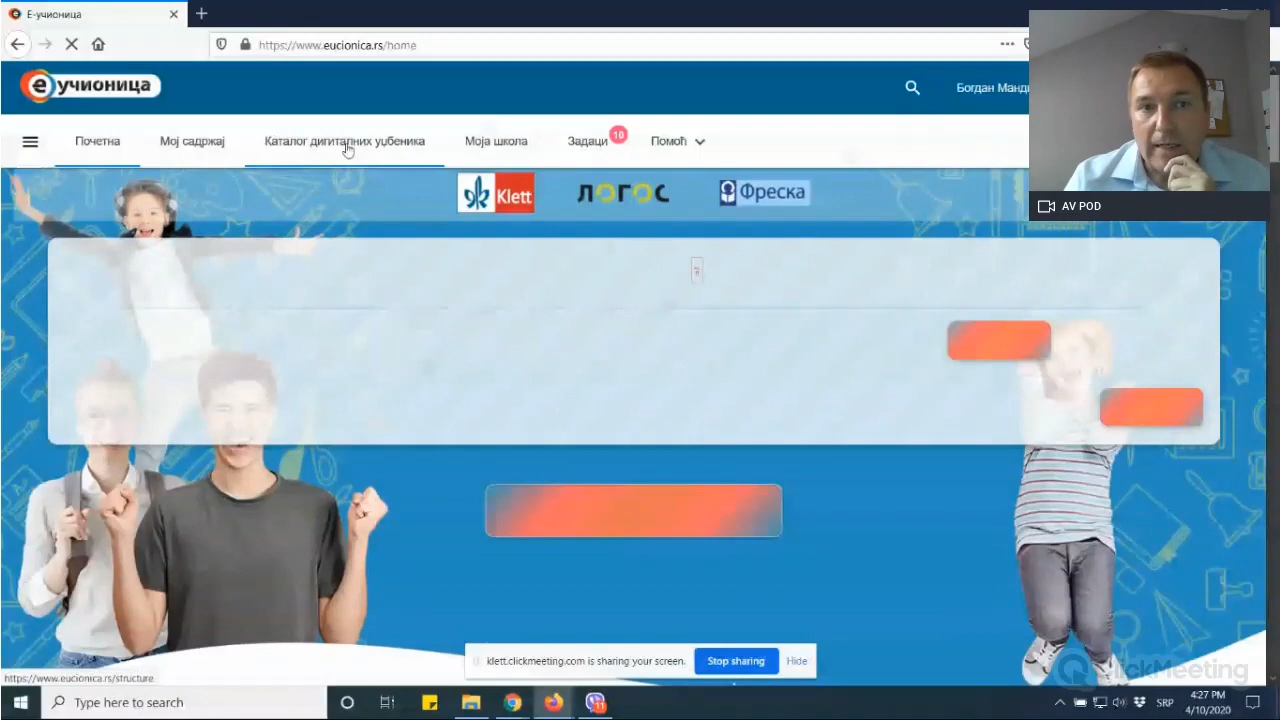 Е-учионица
https://www.eucionica.rs/home
е учионица
Богдан Манди
Почетна
Мој садржај
Каталог дигиталних уџбеника
Моја школа
Задаци
10
Помоћ
Klett
ЛОГОС
Фреска
AV POD
klett.clickmeeting.com is sharing your screen.
Stop sharing
Hide
ClickMeeting
https://www.eucionica.rs/structure
Type here to search
11
SRP
4:27 PM
4/10/2020